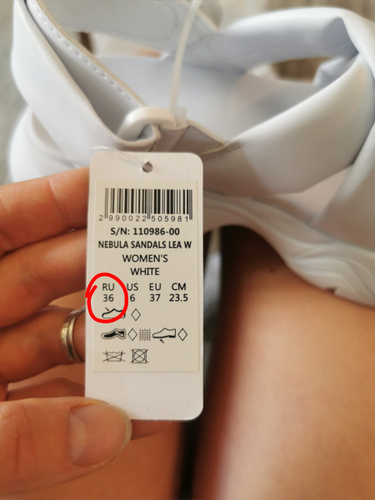 2990022505981
S/N: 110986-00
NEBULA SANDALS LEA W
WOMEN'S
WHITE
RU US EU CM
36 6 37 23.5